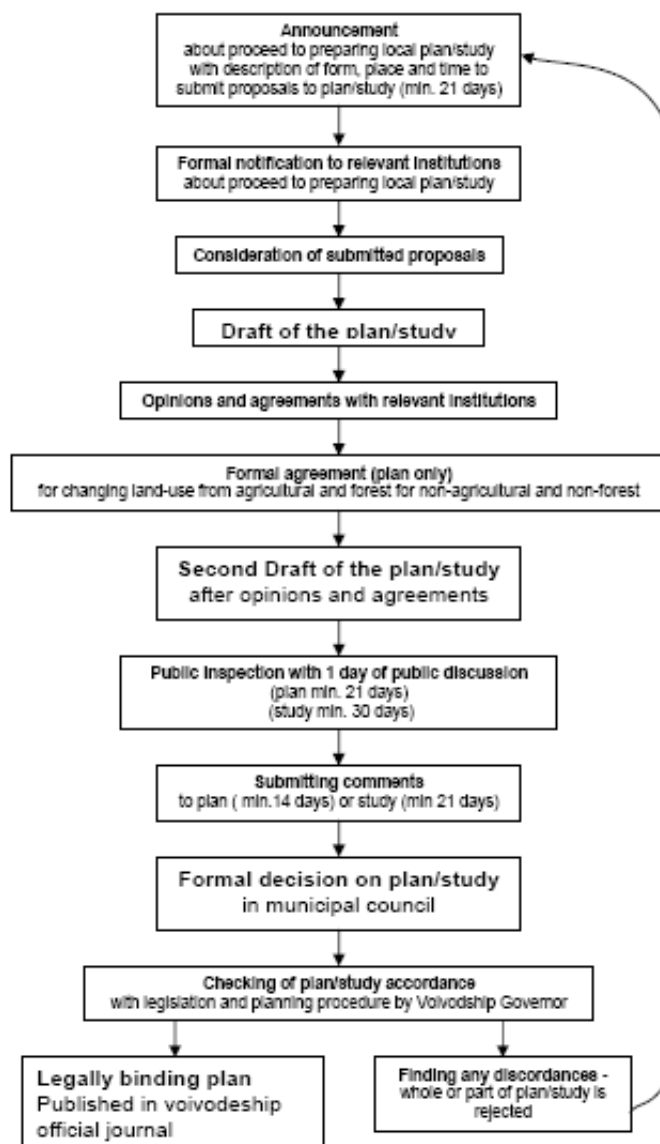 Announcement
about proceed to preparing local plan/study
with description of form, place and time to
submit proposals to plan/study (min. 21 days)
Formal notification to relevant institutions
about proceed to preparing local plan/study
Consideration of submitted proposals
Draft of the plan/study
Opinions and agreements with relevant institutions
Formal agreement (plan only)
for changing land-use from agricultural and forest for non-agricultural and non-forest
Second Draft of the plan/study
after opinions and agreements
Public inspection with 1 day of public discussion
(plan min. 21 days)
(study min. 30 days)
Submitting comments
to plan ( min.14 days) or study (min 21 days)
Formal decision on plan/study
in municipal council
Checking of plan/study accordance
with legislation and planning procedure by Voivodship Governor
Legally binding plan
Published in voivodeship
official journal
Finding any discordances -
whole or part of plan/study is
rejected